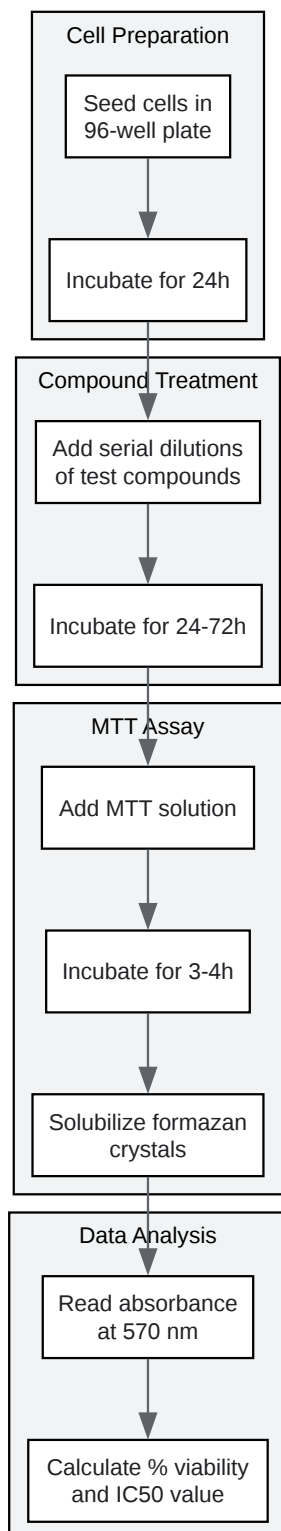 Cell Preparation
Seed cells in
96-well plate
Incubate for 24h
Compound Treatment
Add serial dilutions
of test compounds
Incubate for 24-72h
MTT Assay
Add MTT solution
Incubate for 3-4h
Solubilize formazan
crystals
Data Analysis
Read absorbance
at 570 nm
Calculate % viability
and IC50 value